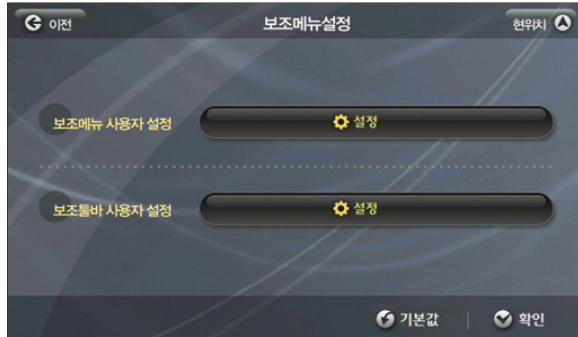 이전
보조메뉴설정
현위치
보조메뉴 사용자 설정
설정
보조툴바 사용자 설정
설정
기본값
확인